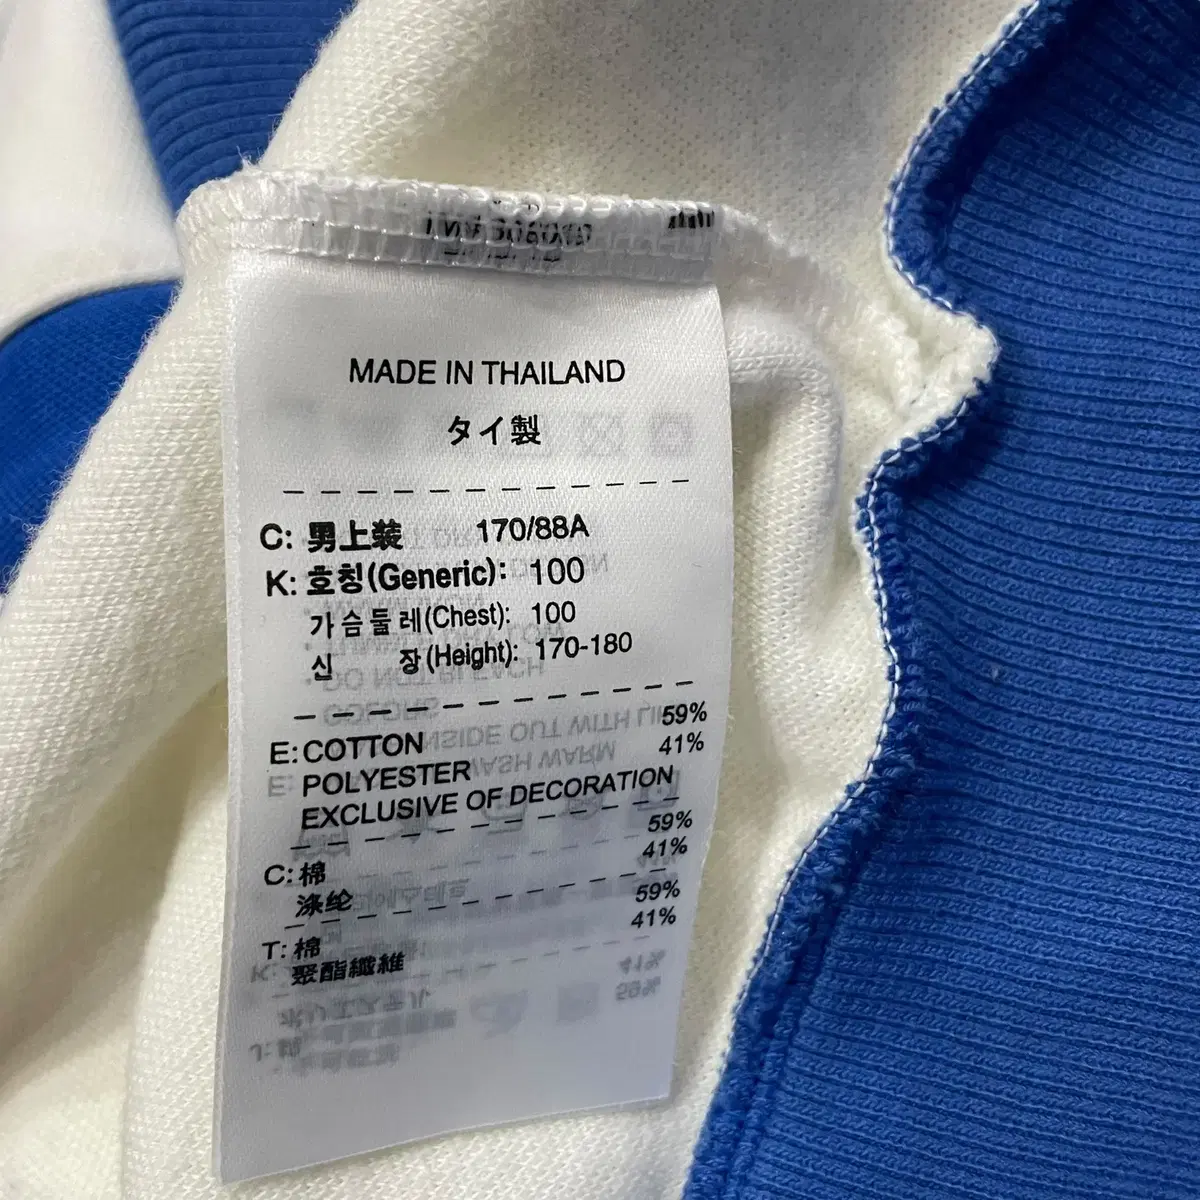 MADE IN THAILAND
タイ製
C: 男上装 170/88A
K: 호칭(Generic): 100
가슴둘레(Chest): 100
신 장(Height): 170-180
E: COTTON 59%
POLYESTER 41%
EXCLUSIVE OF DECORATION
C: 棉 59%
涤纶 41%
T: 棉 59%
聚酯纖維 41%